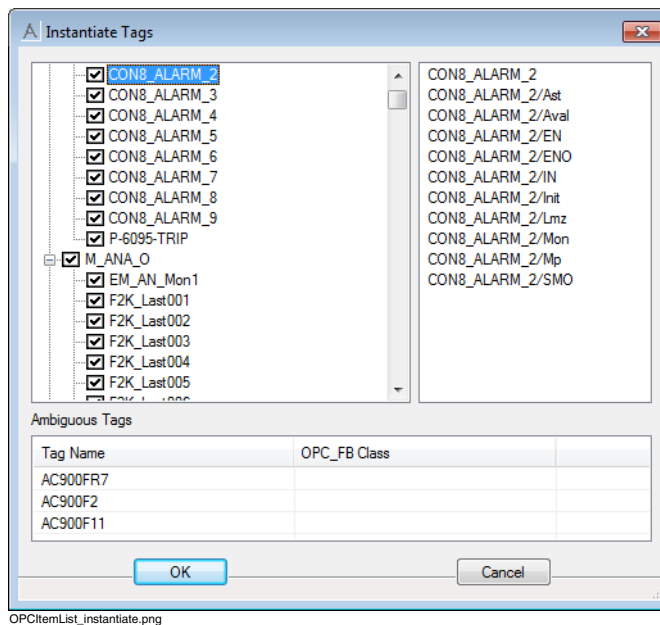 Instantiate Tags
CON8_ALARM_2
CON8_ALARM_3
CON8_ALARM_4
CON8_ALARM_5
CON8_ALARM_6
CON8_ALARM_7
CON8_ALARM_8
CON8_ALARM_9
P-6095-TRIP
M_ANA_O
EM_AN_Mon1
F2K_Last001
F2K_Last002
F2K_Last003
F2K_Last004
F2K_Last005
CON8_ALARM_2
CON8_ALARM_2/Ast
CON8_ALARM_2/Aval
CON8_ALARM_2/EN
CON8_ALARM_2/ENO
CON8_ALARM_2/IN
CON8_ALARM_2/Init
CON8_ALARM_2/Lmz
CON8_ALARM_2/Mon
CON8_ALARM_2/Mp
CON8_ALARM_2/SMO
Ambiguous Tags
Tag Name OPC_FB Class
AC900FR7
AC900F2
AC900F11
OK Cancel
OPCItemList_instantiate.png